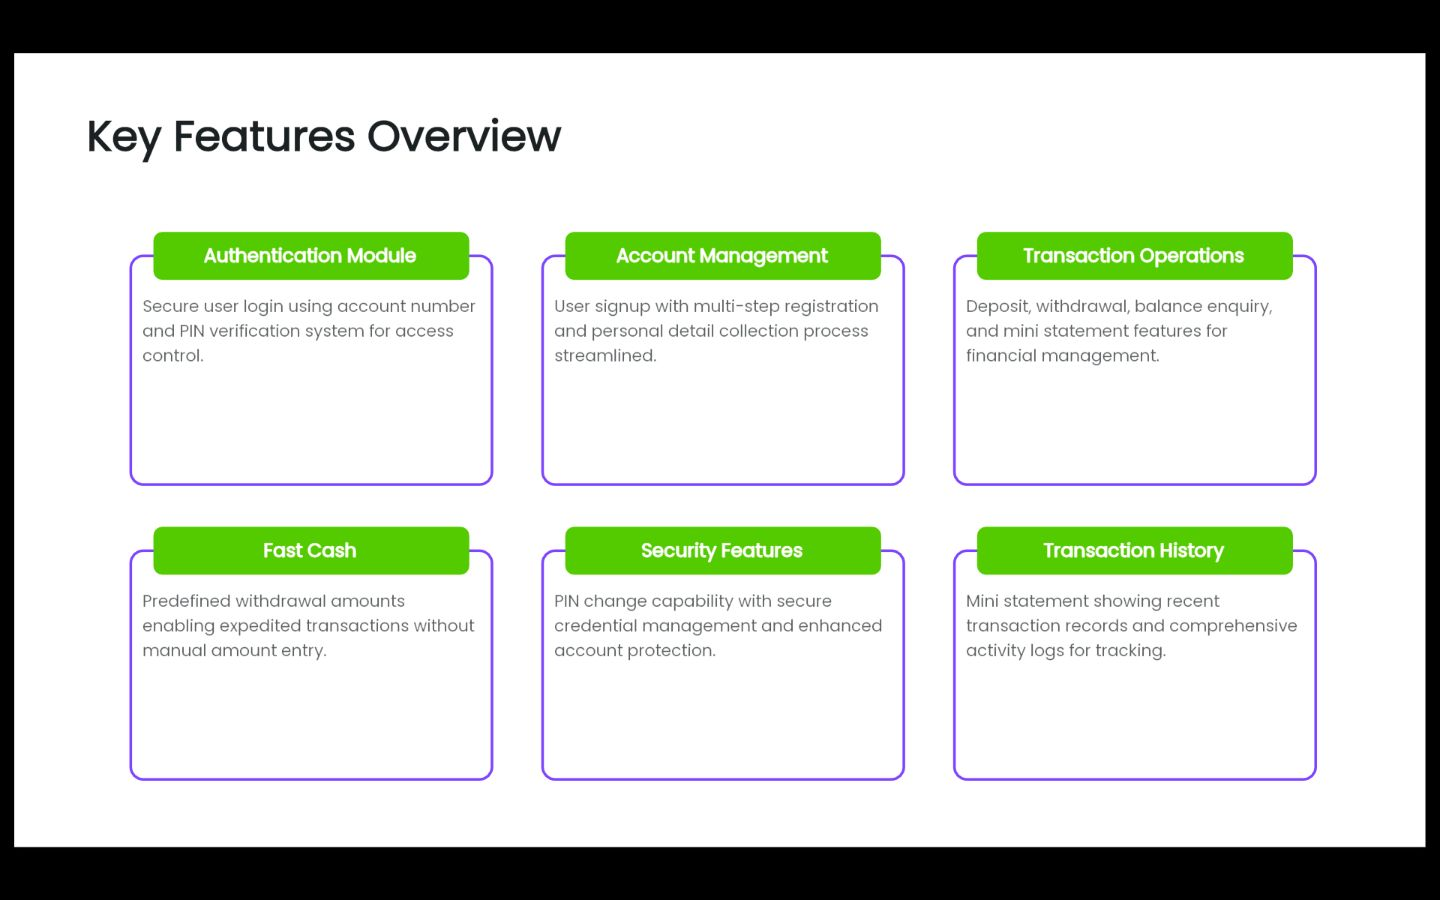 Key Features Overview
Authentication Module
Secure user login using account number
and PIN verification system for access
control.
Account Management
User signup with multi-step registration
and personal detail collection process
streamlined.
Transaction Operations
Deposit, withdrawal, balance enquiry,
and mini statement features for
financial management.
Fast Cash
Predefined withdrawal amounts
enabling expedited transactions without
manual amount entry.
Security Features
PIN change capability with secure
credential management and enhanced
account protection.
Transaction History
Mini statement showing recent
transaction records and comprehensive
activity logs for tracking.